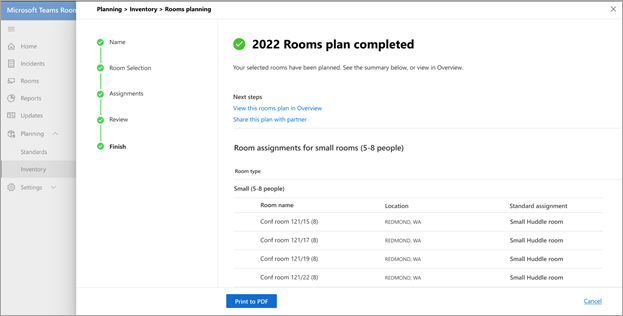 Microsoft Teams Room
Planning > Inventory > Rooms planning
Home
Incidents
Rooms
Reports
Updates
Planning
Standards
Inventory
Settings
Name
Room Selection
Assignments
Review
Finish
2022 Rooms plan completed
Your selected rooms have been planned. See the summary below, or view in Overview.
Next steps
View this rooms plan in Overview
Share this plan with partner
Room assignments for small rooms (5-8 people)
Room type
Small (5-8 people)
Room name Location Standard assignment
Conf room 121/15 (8) REDMOND, WA Small Huddle room
Conf room 121/17 (8) REDMOND, WA Small Huddle room
Conf room 121/19 (8) REDMOND, WA Small Huddle room
Conf room 121/22 (8) REDMOND, WA Small Huddle room
Print to PDF
Cancel